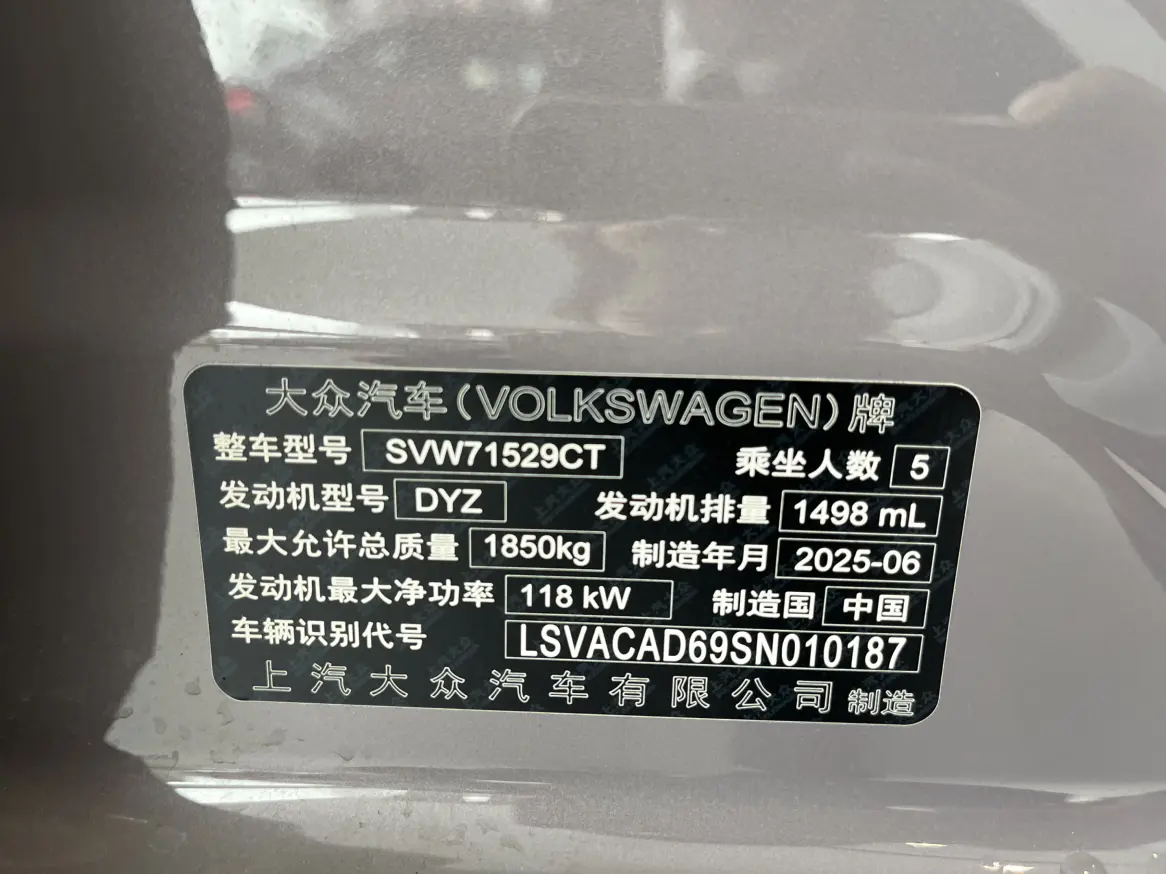 大众汽车(VOLKSWAGEN)牌
整车型号 SVW71529CT 乘坐人数 5
发动机型号 DYZ 发动机排量 1498 mL
最大允许总质量 1850kg 制造年月 2025-06
发动机最大净功率 118 kW 制造国 中国
车辆识别代号 LSVACAD69SN010187
上汽大众汽车有限公司 制造